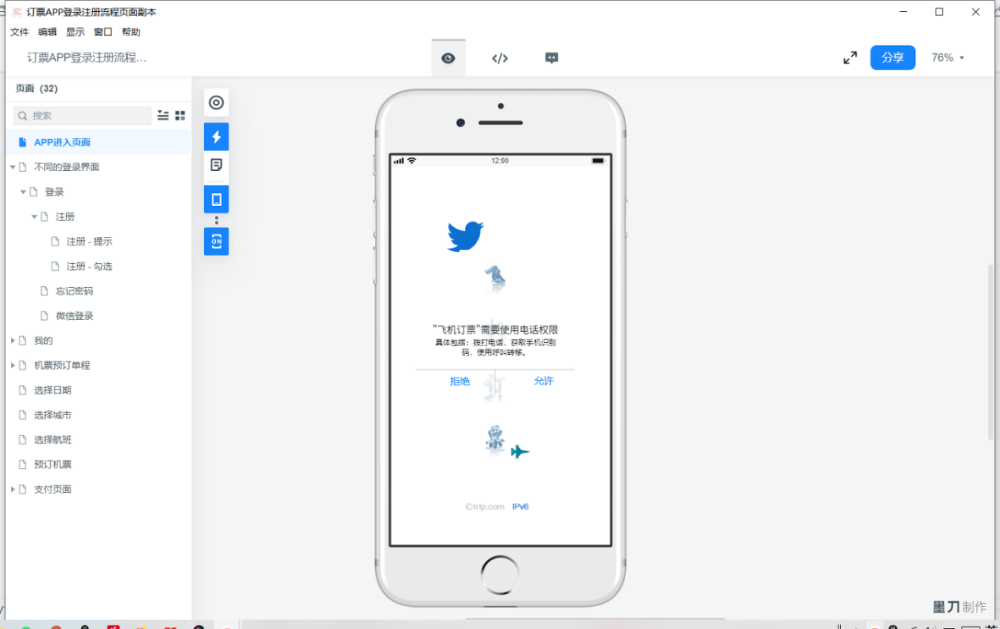 订票APP登录注册流程页面副本
文件 编辑 显示 窗口 帮助
订票APP登录注册流程...
分享
76%
页面 (32)
搜索
APP进入页面
不同的登录界面
登录
注册
注册 - 提示
注册 - 勾选
忘记密码
微信登录
我的
机票预订单程
选择日期
选择城市
选择航班
预订机票
支付页面
ON
12:00
飞
"飞机订票"需要使用电话权限
具体包括：拨打电话，获取手机识别
码，使用呼叫转移。
拒绝 允许
订
票
©trip.com IPv6
墨刀制作
英